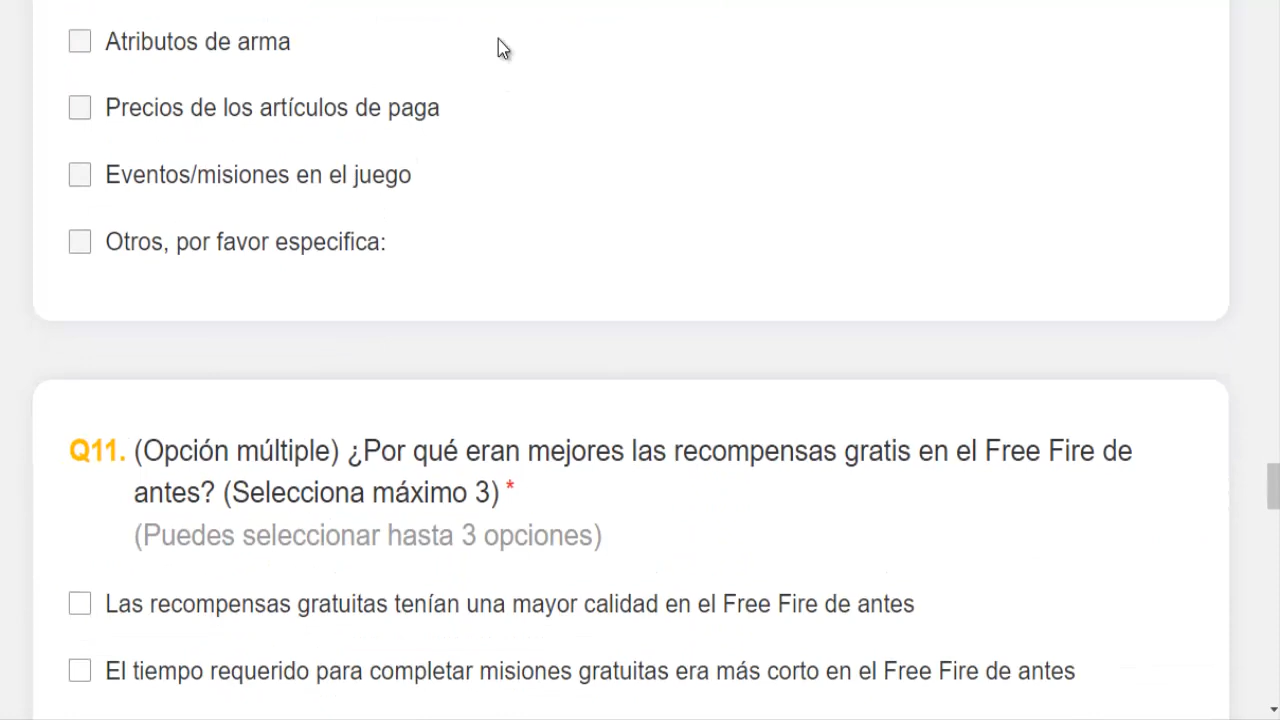 Atributos de arma
Precios de los artículos de paga
Eventos/misiones en el juego
Otros, por favor especifica:
Q11. (Opción múltiple) ¿Por qué eran mejores las recompensas gratis en el Free Fire de
antes? (Selecciona máximo 3) *
(Puedes seleccionar hasta 3 opciones)
Las recompensas gratuitas tenían una mayor calidad en el Free Fire de antes
El tiempo requerido para completar misiones gratuitas era más corto en el Free Fire de antes